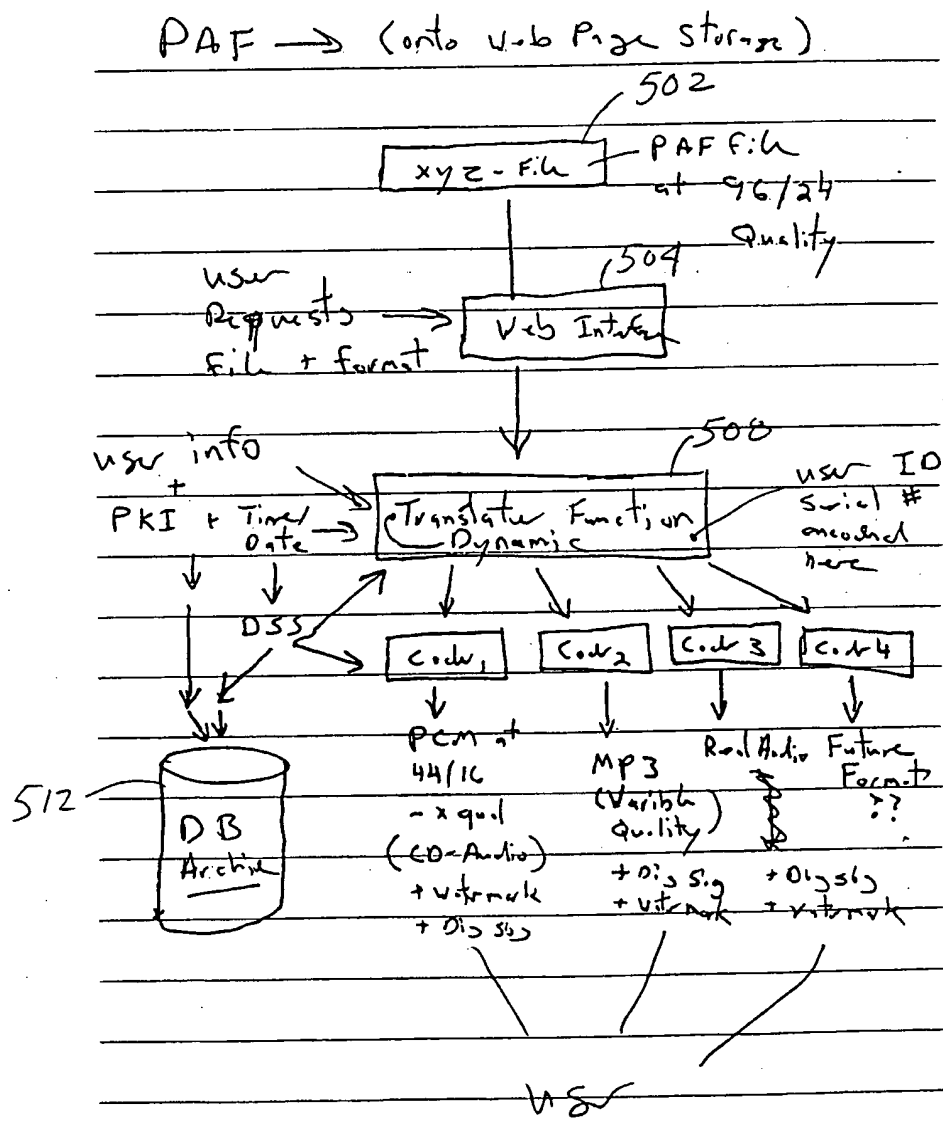 PAF → (onto Web Page Storage)
502
xyz-File
PAF file
at 96/24
Quality
504
User
Requests
File + format
Web Interface
508
user info
+
PKI + Time/
Date
Translator Function
Dynamic
user ID
Serial #
encoded
here
DSS
Coder 1
Coder 2
Coder 3
Coder 4
512
DB
Archive
PCM at
44/16
- x qual
(CD-Audio)
+ watermark
+ Dig sig
MP3
(Varible
Quality)
+ Dig sig
+ watermark
Real Audio
Future
Format
??
+ Dig sig
+ watermark
User